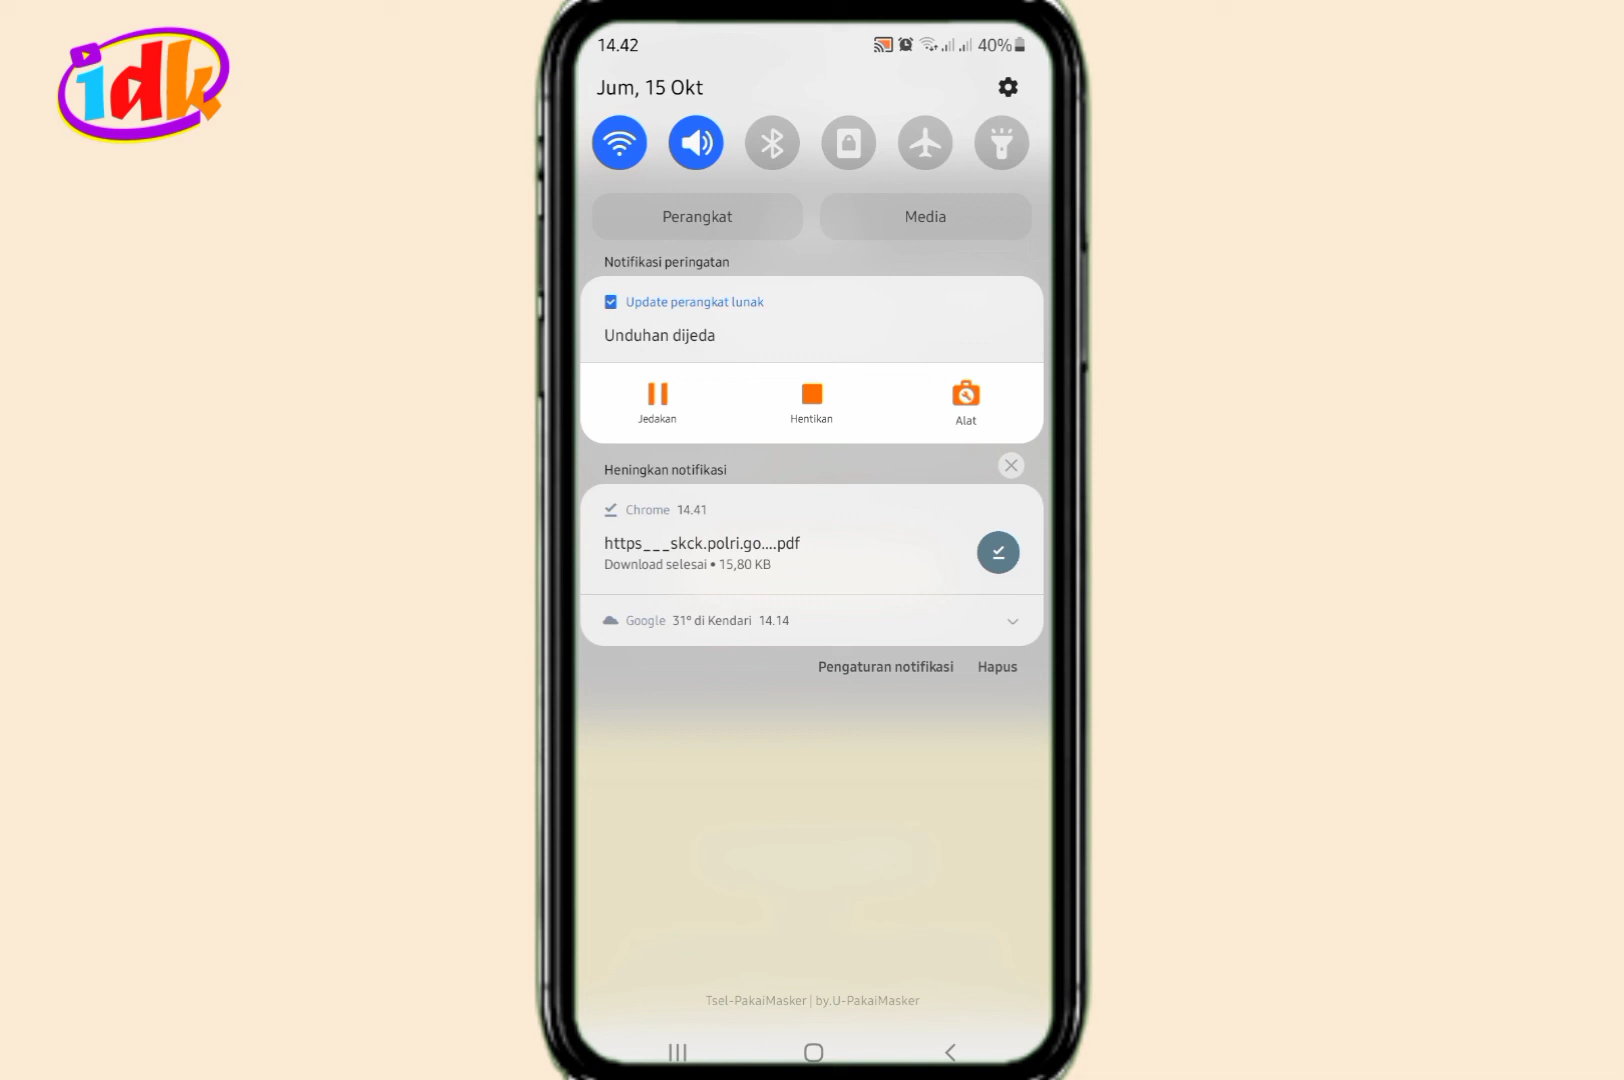 idk
14.42
40%
Jum, 15 Okt
Perangkat
Media
Notifikasi peringatan
Update perangkat lunak
Unduhan dijeda
Jedakan
Hentikan
Alat
Heningkan notifikasi
Chrome 14.41
https___skck.polri.go....pdf
Download selesai • 15,80 KB
Google 31° di Kendari 14.14
Pengaturan notifikasi
Hapus
Tsel-PakaiMasker | by.U-PakaiMasker